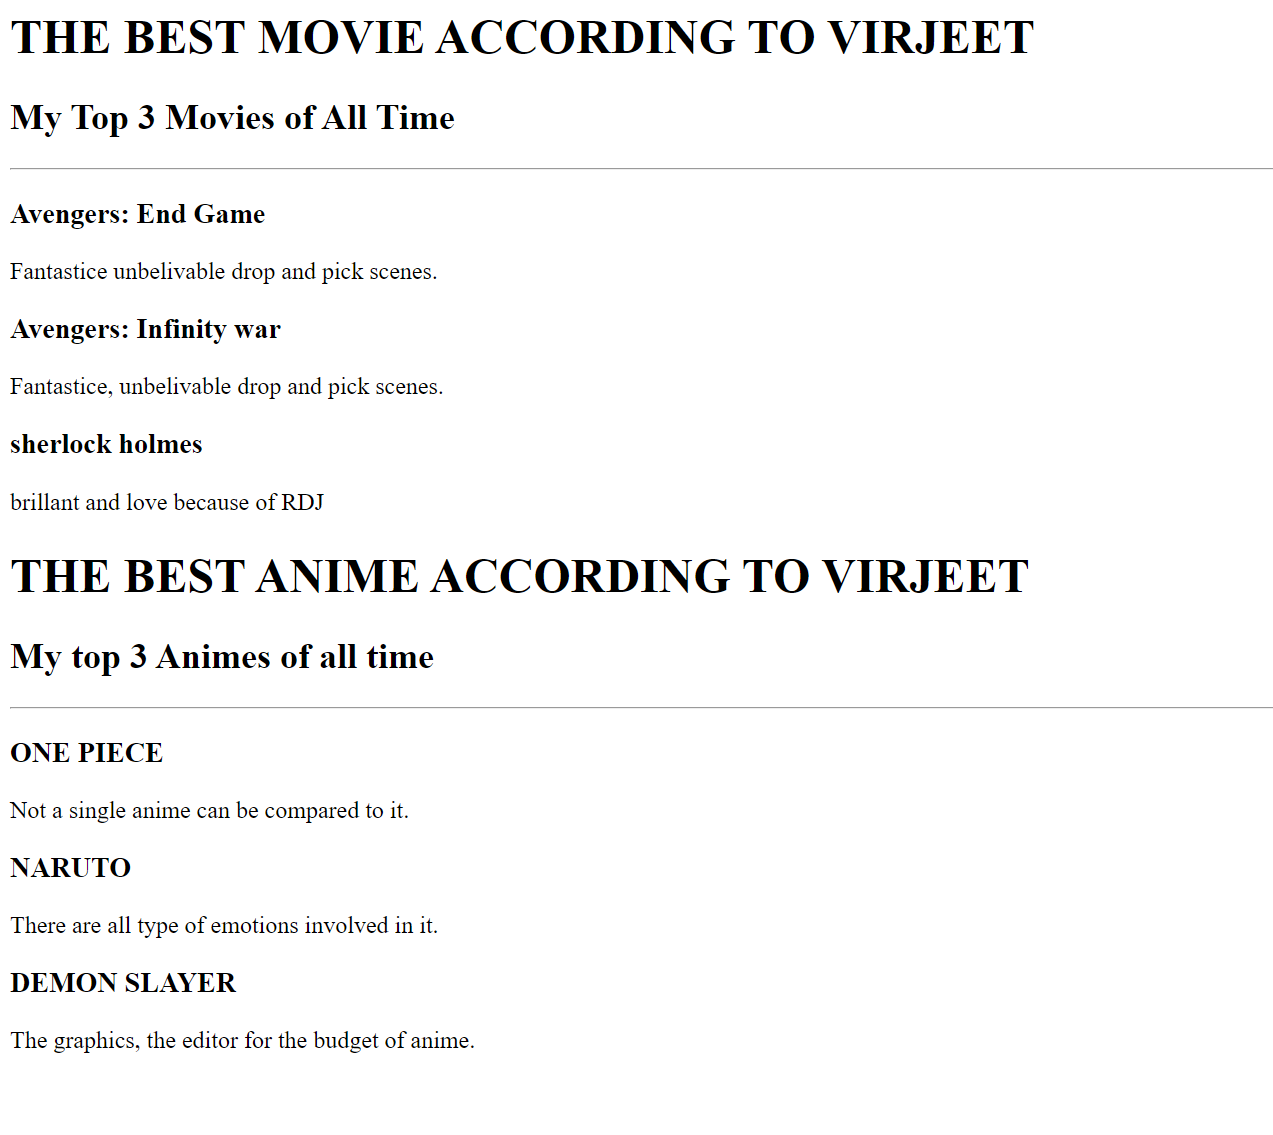 THE BEST MOVIE ACCORDING TO VIRJEET
My Top 3 Movies of All Time
Avengers: End Game
Fantastice unbelivable drop and pick scenes.
Avengers: Infinity war
Fantastice, unbelivable drop and pick scenes.
sherlock holmes
brillant and love because of RDJ
THE BEST ANIME ACCORDING TO VIRJEET
My top 3 Animes of all time
ONE PIECE
Not a single anime can be compared to it.
NARUTO
There are all type of emotions involved in it.
DEMON SLAYER
The graphics, the editor for the budget of anime.